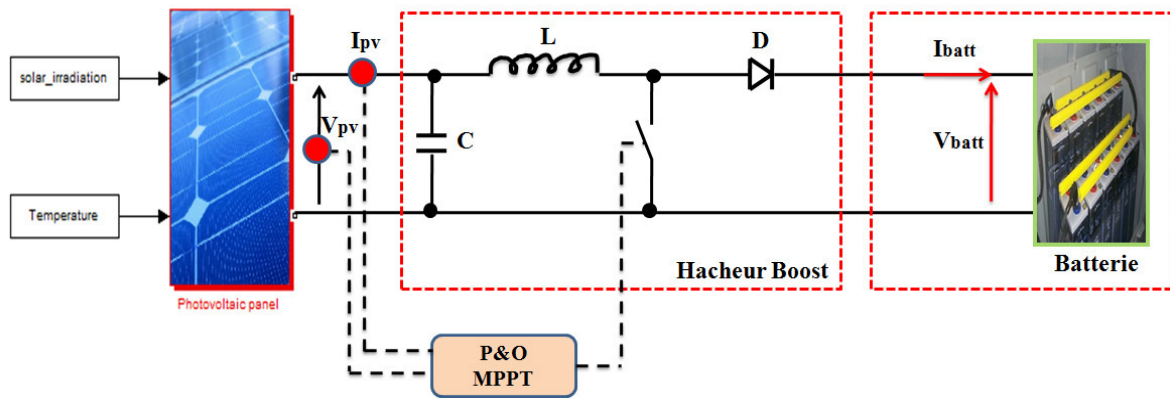 solar_irradiation
Temperature
Photovoltaic panel
Ipv
Vpv
C
L
D
Hacheur Boost
Ibatt
Vbatt
Batterie
P&O
MPPT